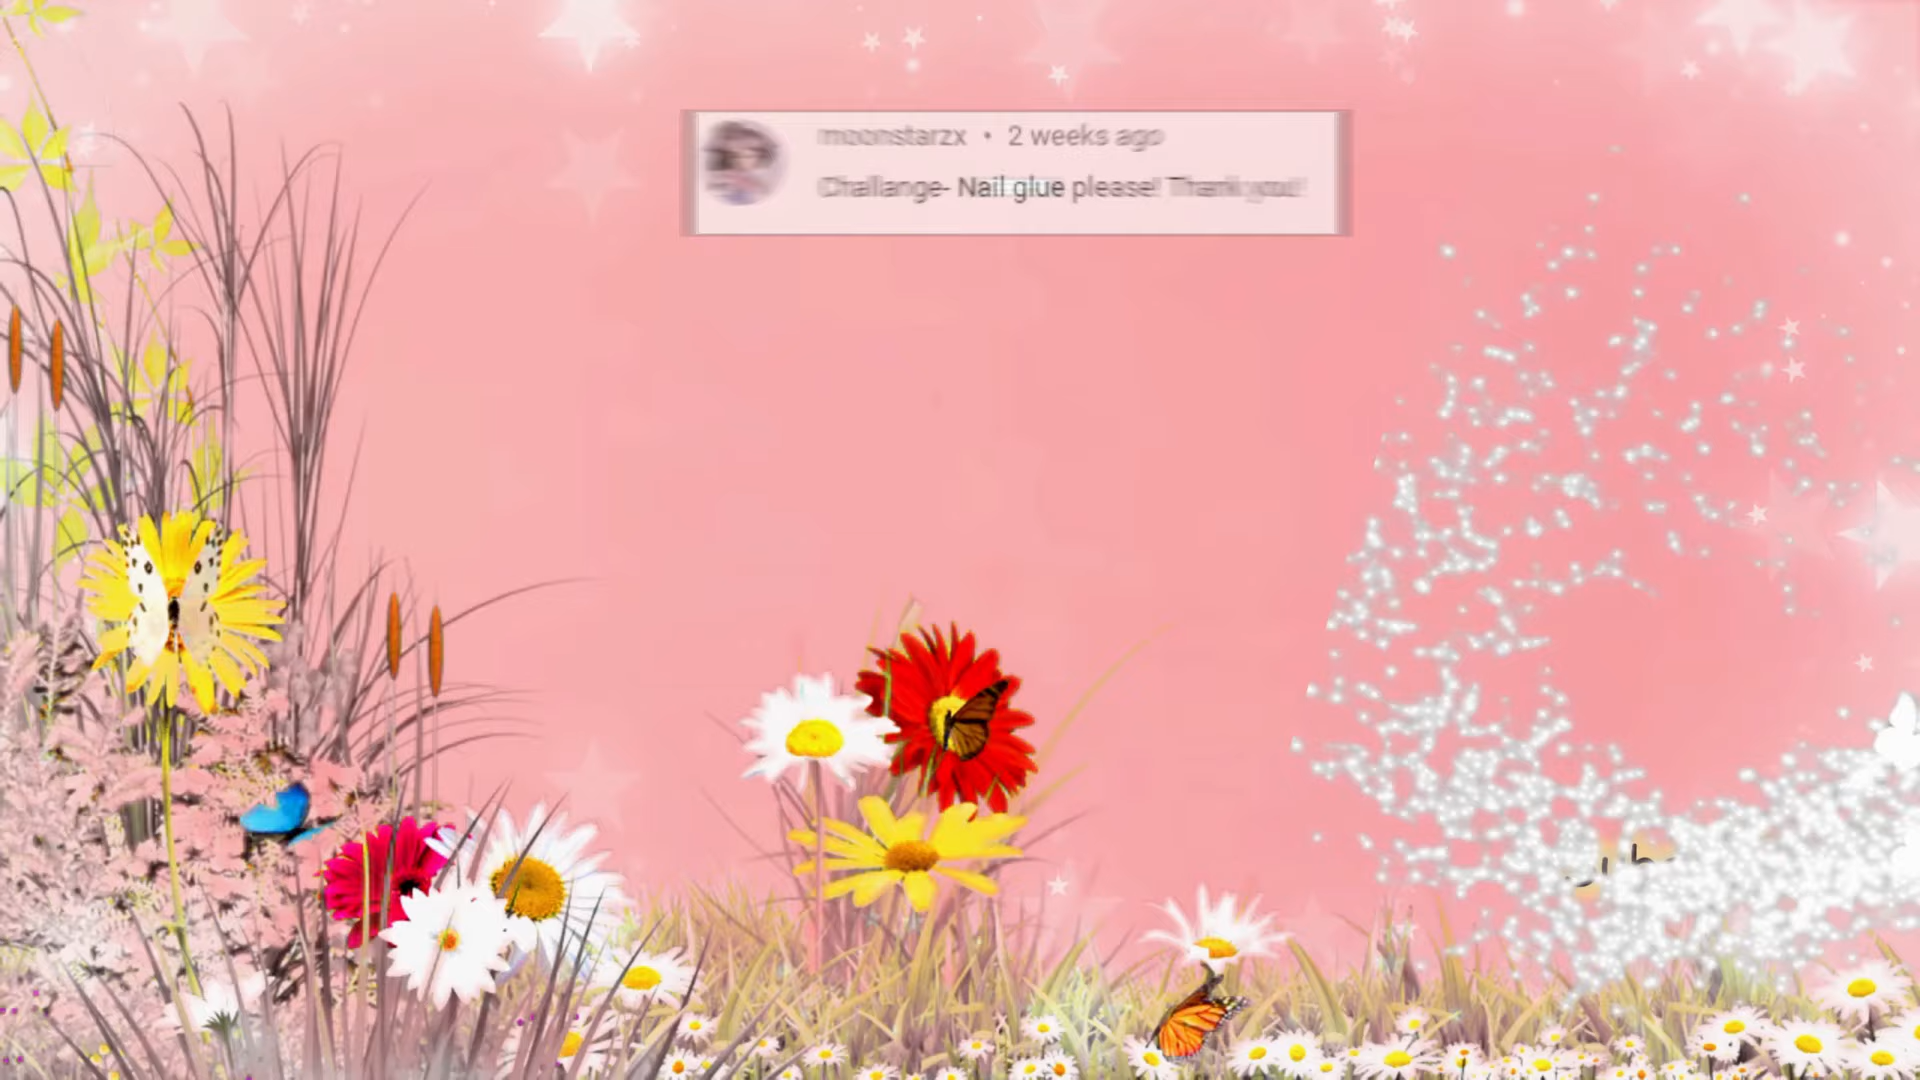 moonstarzx • 2 weeks ago
Challange- Nail glue please! Thank you!